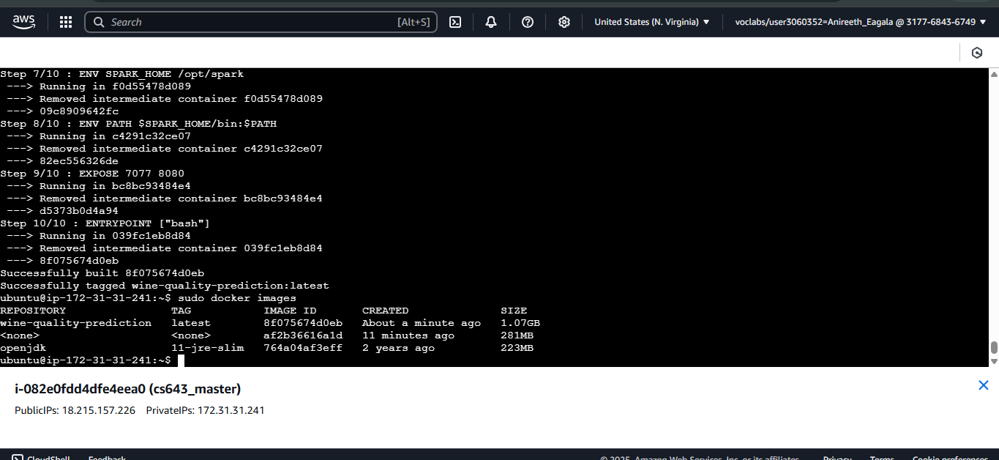 aws
Search
[Alt+S]
United States (N. Virginia)
voclabs/user3060352=Anireeth_Eagala @ 3177-6843-6749
Step 7/10 : ENV SPARK_HOME /opt/spark
---> Running in f0d55478d089
---> Removed intermediate container f0d55478d089
---> 09c8909642fc
Step 8/10 : ENV PATH $SPARK_HOME/bin:$PATH
---> Running in c4291c32ce07
---> Removed intermediate container c4291c32ce07
---> 82ec556326de
Step 9/10 : EXPOSE 7077 8080
---> Running in bc8bc93484e4
---> Removed intermediate container bc8bc93484e4
---> d5373b0d4a94
Step 10/10 : ENTRYPOINT ["bash"]
---> Running in 039fc1eb8d84
---> Removed intermediate container 039fc1eb8d84
---> 8f075674d0eb
Successfully built 8f075674d0eb
Successfully tagged wine-quality-prediction:latest
ubuntu@ip-172-31-31-241:~$ sudo docker images
REPOSITORY TAG IMAGE ID CREATED SIZE
wine-quality-prediction latest 8f075674d0eb About a minute ago 1.07GB
<none> <none> af2b36616a1d 11 minutes ago 281MB
openjdk 11-jre-slim 764a04af3eff 2 years ago 223MB
ubuntu@ip-172-31-31-241:~$
i-082e0fdd4dfe4eea0 (cs643_master)
PublicIPs: 18.215.157.226 PrivateIPs: 172.31.31.241
CloudShell Feedback © 2025, Amazon Web Services, Inc. or its affiliates. Privacy Terms Cookie preferences